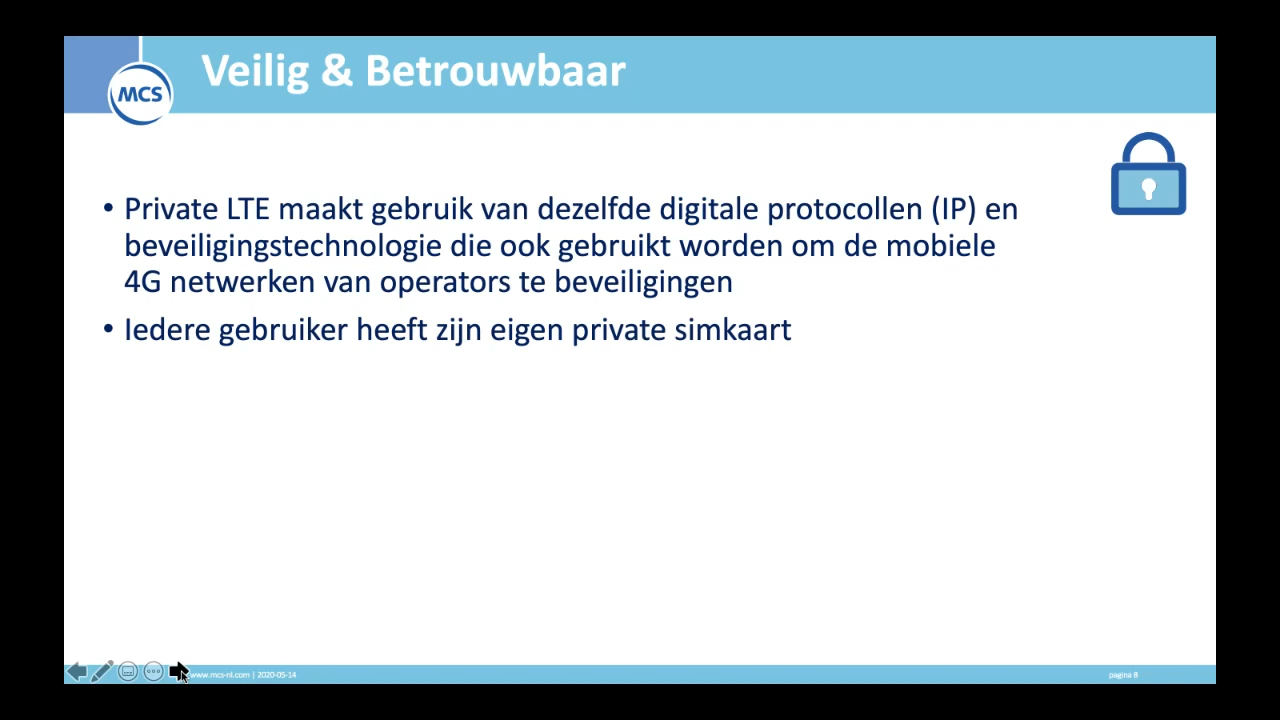 MCS
Veilig & Betrouwbaar
• Private LTE maakt gebruik van dezelfde digitale protocollen (IP) en
beveiligingstechnologie die ook gebruikt worden om de mobiele
4G netwerken van operators te beveiligingen
• Iedere gebruiker heeft zijn eigen private simkaart
www.mcs-nl.com | 2020-05-14
pagina 8